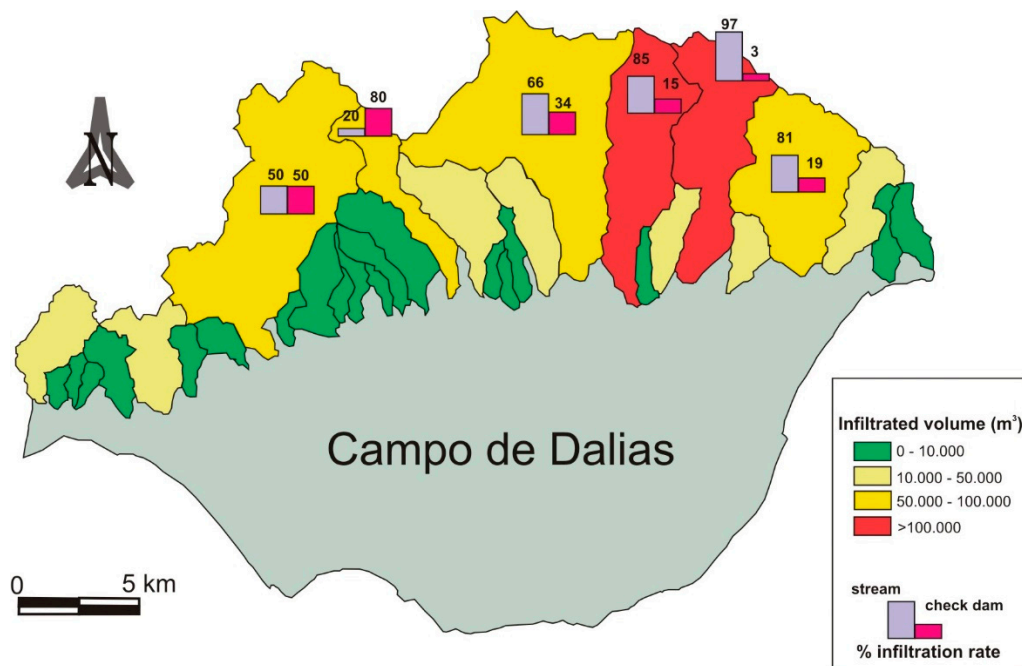 97
3
85
15
66
34
80
20
81
19
50 50
N
Campo de Dalias
0 5 km
Infiltrated volume (m³)
0 - 10.000
10.000 - 50.000
50.000 - 100.000
>100.000
stream
check dam
% infiltration rate